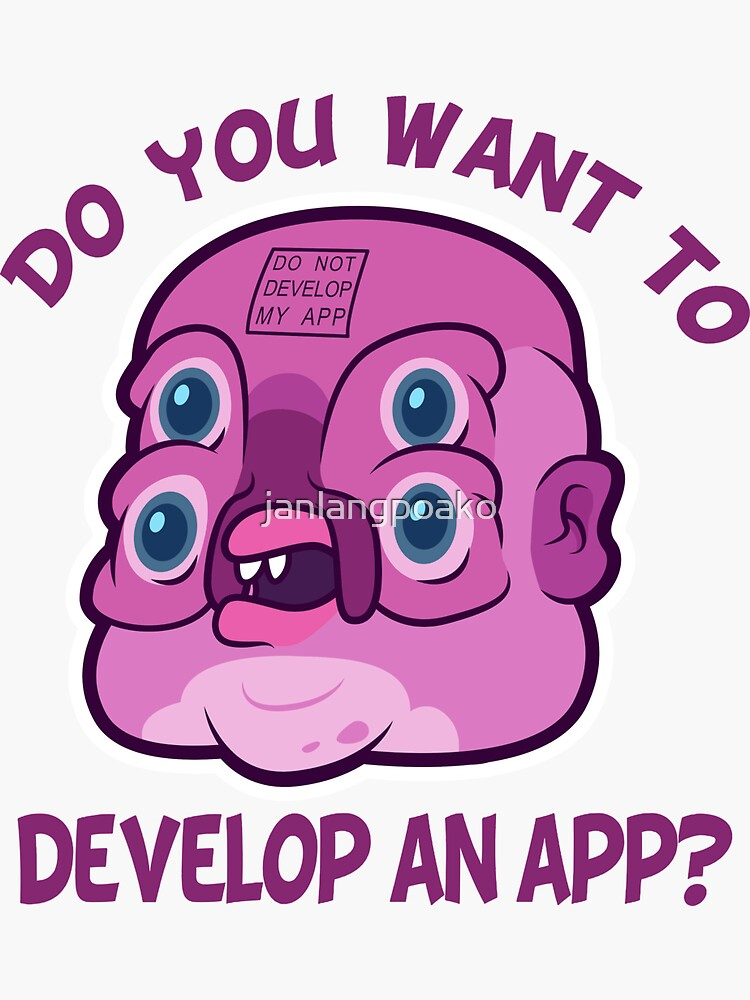 DO YOU WANT TO
DO NOT
DEVELOP
MY APP
janlangpoako
DEVELOP AN APP?